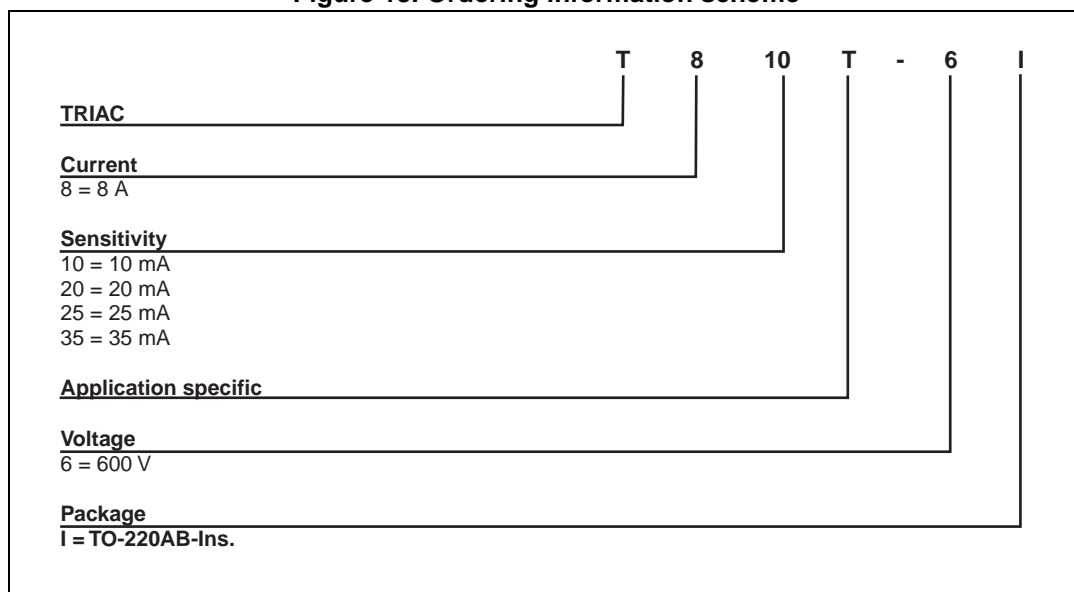 Figure 16. Ordering information scheme
T 8 10 T - 6 I
TRIAC
Current
8 = 8 A
Sensitivity
10 = 10 mA
20 = 20 mA
25 = 25 mA
35 = 35 mA
Application specific
Voltage
6 = 600 V
Package
I = TO-220AB-Ins.